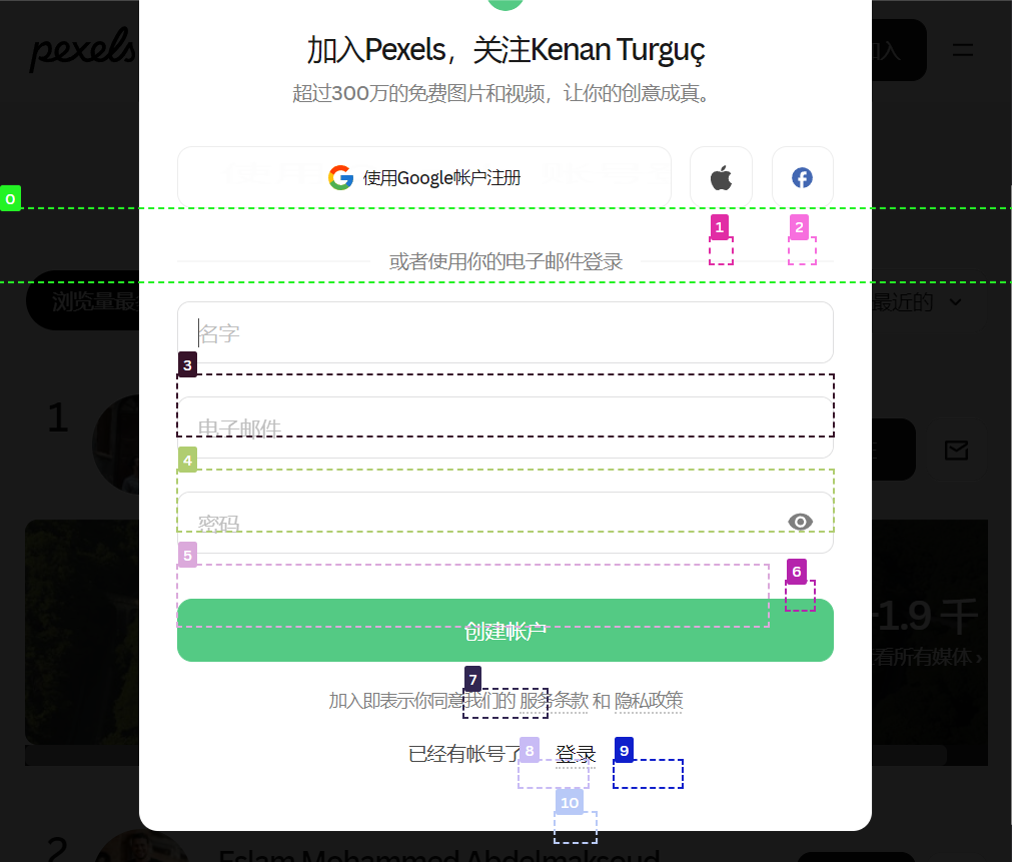 pexels
加入
加入Pexels，关注Kenan Turguç
超过300万的免费图片和视频，让你的创意成真。
使用Google帐户注册
0
1
2
或者使用你的电子邮件登录
浏览量最
最近的
名字
3
1
电子邮件
4
密码
5
6
创建帐户
1.9 千
看所有媒体 ›
7
加入即表示你同意我们的 服务条款 和 隐私政策
已经有帐号了
8
登录
9
10
2
Eslam Mohammed Abdelmaksoud